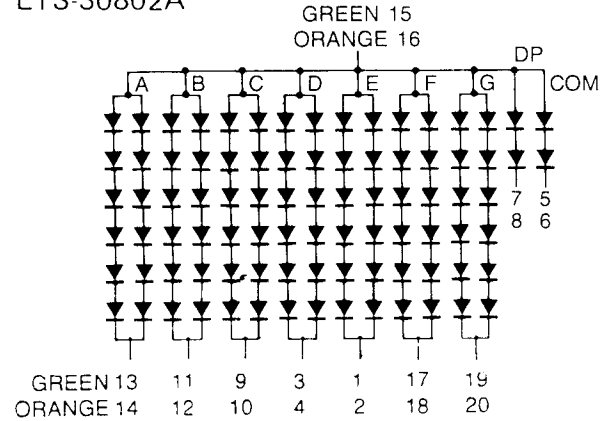 LTS-30802A
GREEN 15
ORANGE 16
DP
A B C D E F G COM
7 5
8 6
GREEN 13 11 9 3 1 17 19
ORANGE 14 12 10 4 2 18 20